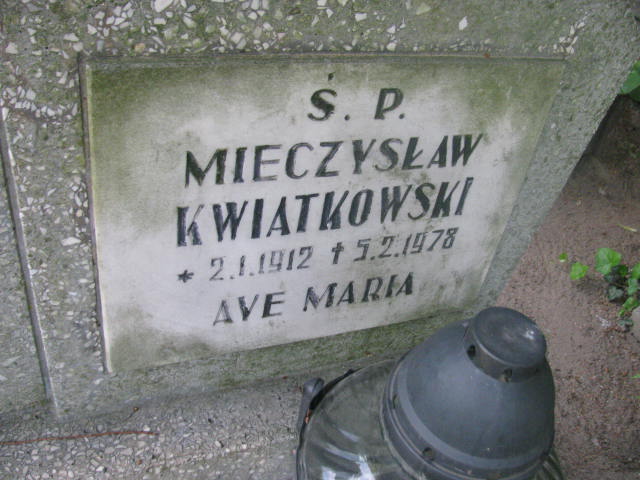 Ś. P.
MIECZYSŁAW
KWIATKOWSKI
* 2.1.1912 † 5.2.1978
AVE MARIA